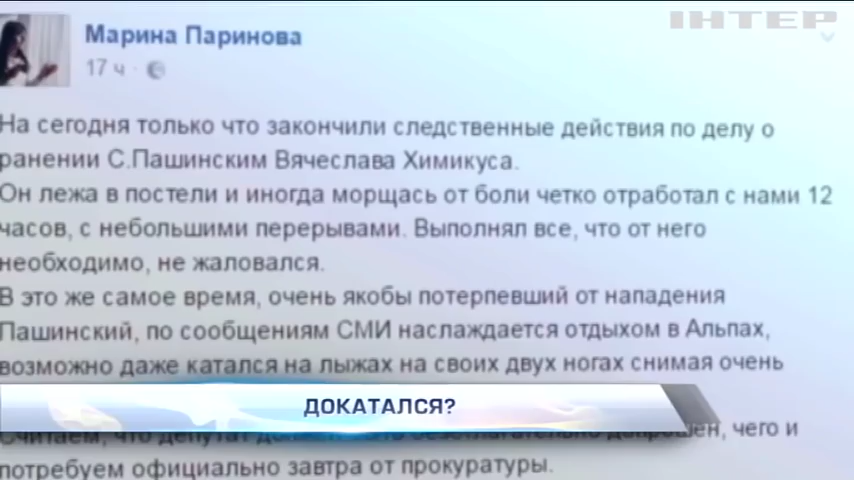 ІНТЕР
Марина Паринова
17 ч
На сегодня только что закончили следственные действия по делу о
ранении С.Пашинским Вячеслава Химикуса.
Он лежа в постели и иногда морщась от боли четко отработал с нами 12
часов, с небольшими перерывами. Выполнял все, что от него
необходимо, не жаловался.
В это же самое время, очень якобы потерпевший от нападения
Пашинский, по сообщениям СМИ наслаждается отдыхом в Альпах,
возможно даже катался на лыжах на своих двух ногах снимая очень
ДОКАТАЛСЯ?
Считаем, что депутат чего и
потребуем официально завтра от прокуратуры.